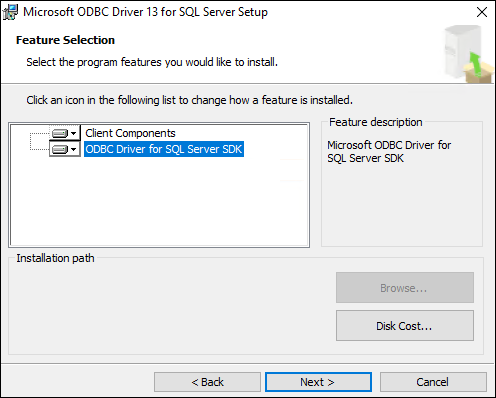 Microsoft ODBC Driver 13 for SQL Server Setup
Feature Selection
Select the program features you would like to install.
Click an icon in the following list to change how a feature is installed.
Client Components
ODBC Driver for SQL Server SDK
Feature description
Microsoft ODBC Driver for
SQL Server SDK
Installation path
Browse...
Disk Cost...
< Back
Next >
Cancel